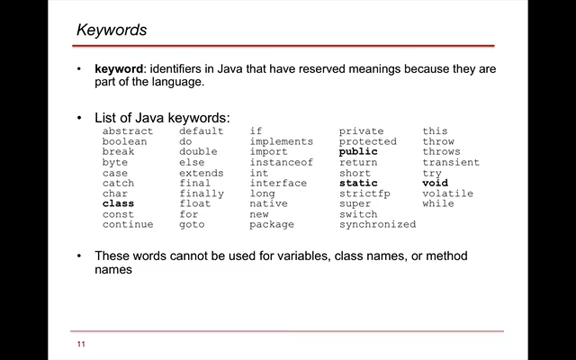 Keywords
• keyword: identifiers in Java that have reserved meanings because they are
part of the language.
• List of Java keywords:
abstract default if private this
boolean do implements protected throw
break double import public throws
byte else instanceof return transient
case extends int short try
catch final interface static void
char finally long strictfp volatile
class float native super while
const for new switch
continue goto package synchronized
• These words cannot be used for variables, class names, or method
names
11